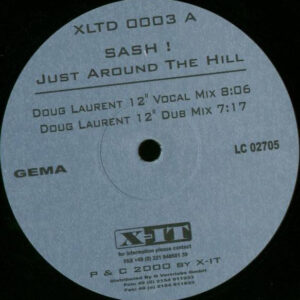 XLTD 0003 A
SASH !
JUST AROUND THE HILL
DOUG LAURENT 12" VOCAL MIX 8:06
DOUG LAURENT 12" DUB MIX 7:17
GEMA
LC 02705
X-IT
for information please contact
P & C 2000 BY X-IT